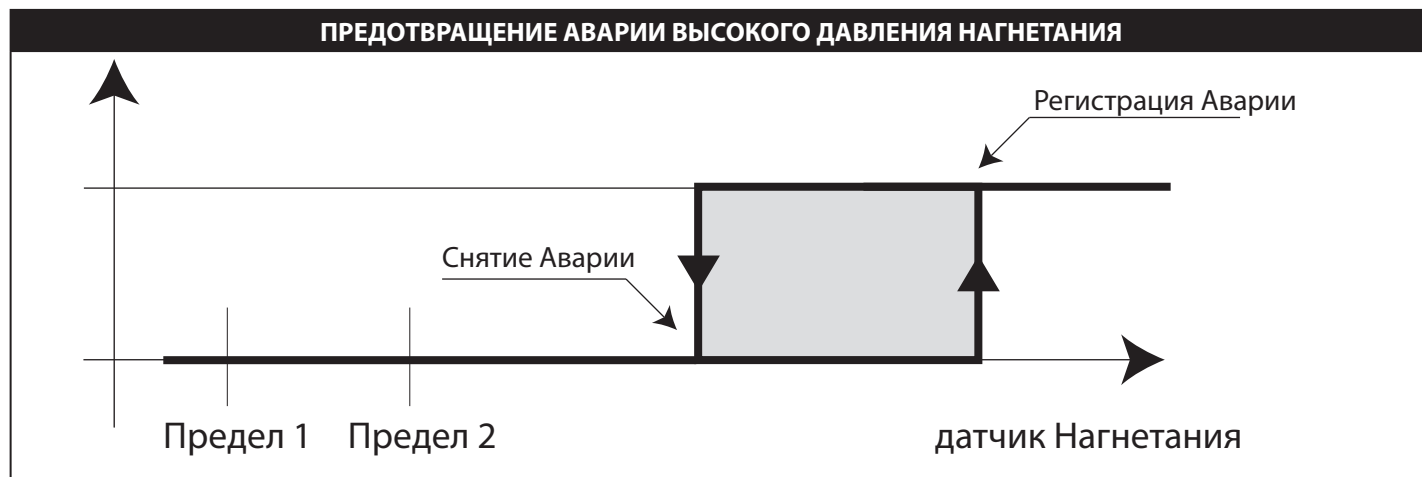 ПРЕДОТВРАЩЕНИЕ АВАРИИ ВЫСОКОГО ДАВЛЕНИЯ НАГНЕТАНИЯ
Регистрация Аварии
Снятие Аварии
Предел 1
Предел 2
датчик Нагнетания